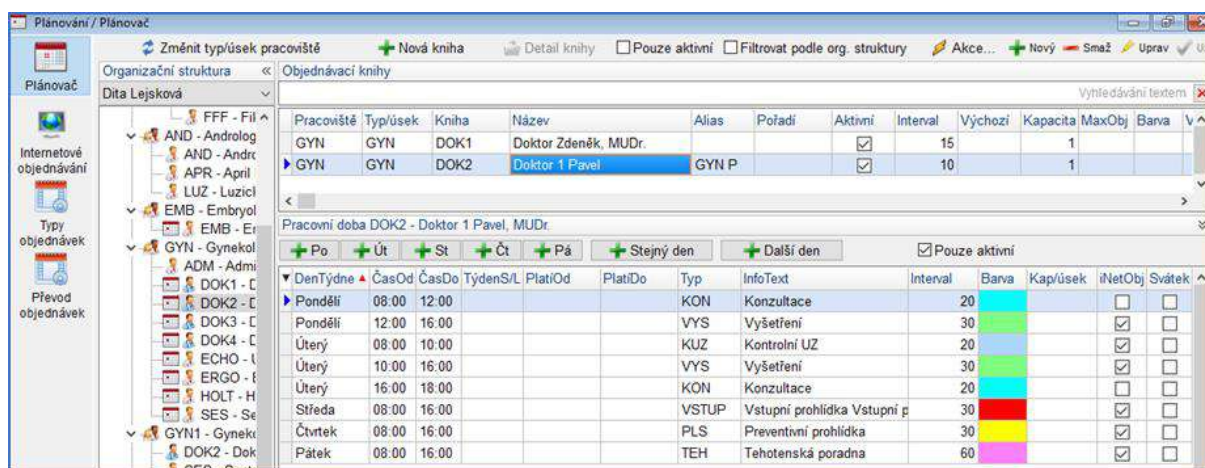 Plánování / Plánovač
Změnit typ/úsek pracoviště Nová kniha Detail knihy Pouze aktivní Filtrovat podle org. struktury Akce... Nový Smaž Uprav
Plánovač
Internetové objednávání
Typy objednávek
Převod objednávek
Organizační struktura «
Dita Lejsková
FFF - Fil
AND - Androlog
AND - Andro
APR - April
LUZ - Luzick
EMB - Embryol
EMB - Em
GYN - Gynekol
ADM - Admi
DOK1 - D
DOK2 - D
DOK3 - D
DOK4 - D
ECHO - U
ERGO - E
HOLT - H
SES - Se
GYN1 - Gyneko
DOK2 - Dok
Objednávací knihy
Vyhledávání textem
Pracoviště Typ/úsek Kniha Název Alias Pořadí Aktivní Interval Výchozí Kapacita MaxObj Barva V
GYN GYN DOK1 Doktor Zdeněk, MUDr. 15 1
GYN GYN DOK2 Doktor 1 Pavel GYN P 10 1
Pracovní doba DOK2 - Doktor 1 Pavel, MUDr.
Po Út St Čt Pá Stejný den Další den Pouze aktivní
DenTýdne ČasOd ČasDo TýdenS/L PlatiOd PlatiDo Typ InfoText Interval Barva Kap/úsek iNetObj Svátek
Pondělí 08:00 12:00 KON Konzultace 20
Pondělí 12:00 16:00 VYS Vyšetření 30
Úterý 08:00 10:00 KUZ Kontrolní UZ 20
Úterý 10:00 16:00 VYS Vyšetření 30
Úterý 16:00 18:00 KON Konzultace 20
Středa 08:00 16:00 VSTUP Vstupní prohlídka Vstupní p 30
Čtvrtek 08:00 16:00 PLS Preventivní prohlídka 30
Pátek 08:00 16:00 TEH Tehotenská poradna 60